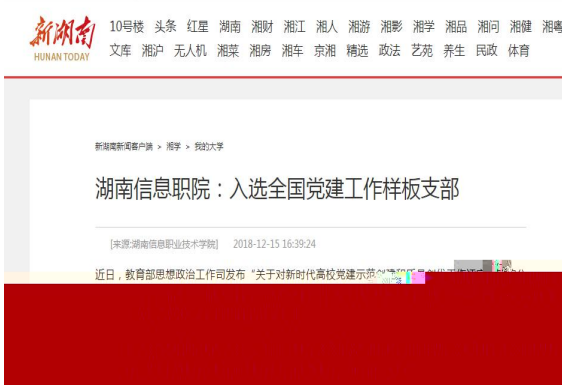 新湖南
HUNAN TODAY
10号楼 头条 红星 湖南 湘财 湘江 湘人 湘游 湘影 湘学 湘品 湘问 湘健 湘粤
文库 湘沪 无人机 湘菜 湘房 湘车 京湘 精选 政法 艺苑 养生 民政 体育
新湖南新闻客户端 > 湘学 > 我的大学
湖南信息职院：入选全国党建工作样板支部
[来源:湖南信息职业技术学院] 2018-12-15 16:39:24
近日，教育部思想政治工作司发布“关于对新时代高校党建示范